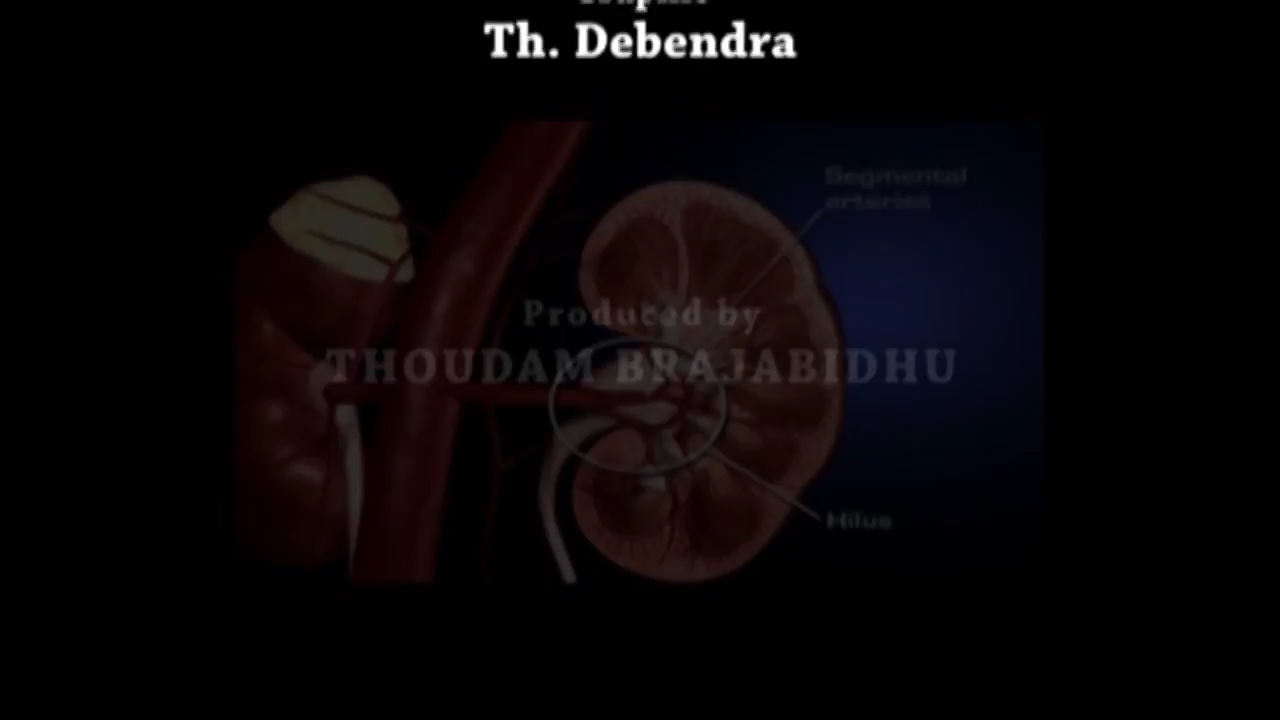 Th. Debendra
Segmental
arteries
Produced by
THOUDAM BRAJABIDHU
Hilus